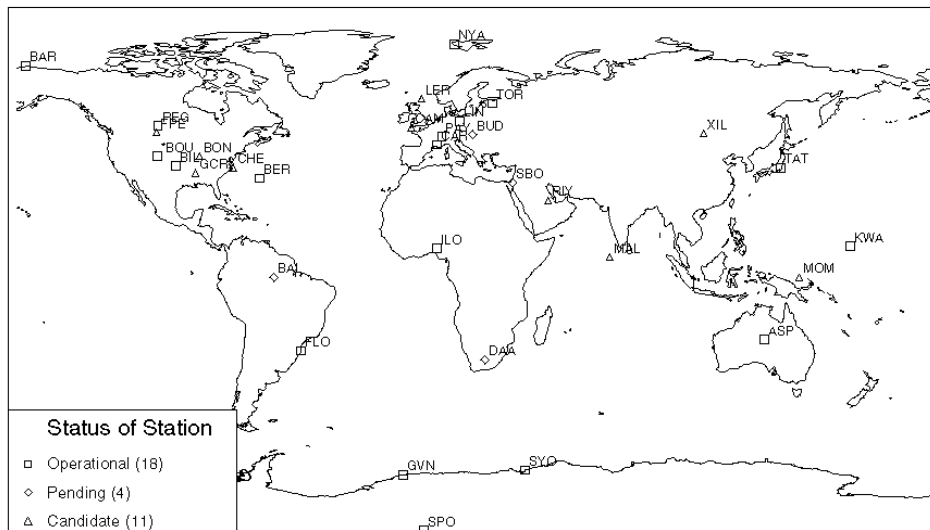 NYA
BAR
LER
TOR
LIN
REG
FPE
BUD
XIL
BOU
BON
CHE
TAT
BIL
GCR
BER
SBO
RIY
KWA
ILO
MAL
BAL
MOM
ASP
FLO
DAA
Status of Station
Operational (18)
GVN
SYO
Pending (4)
Candidate (11)
SPO